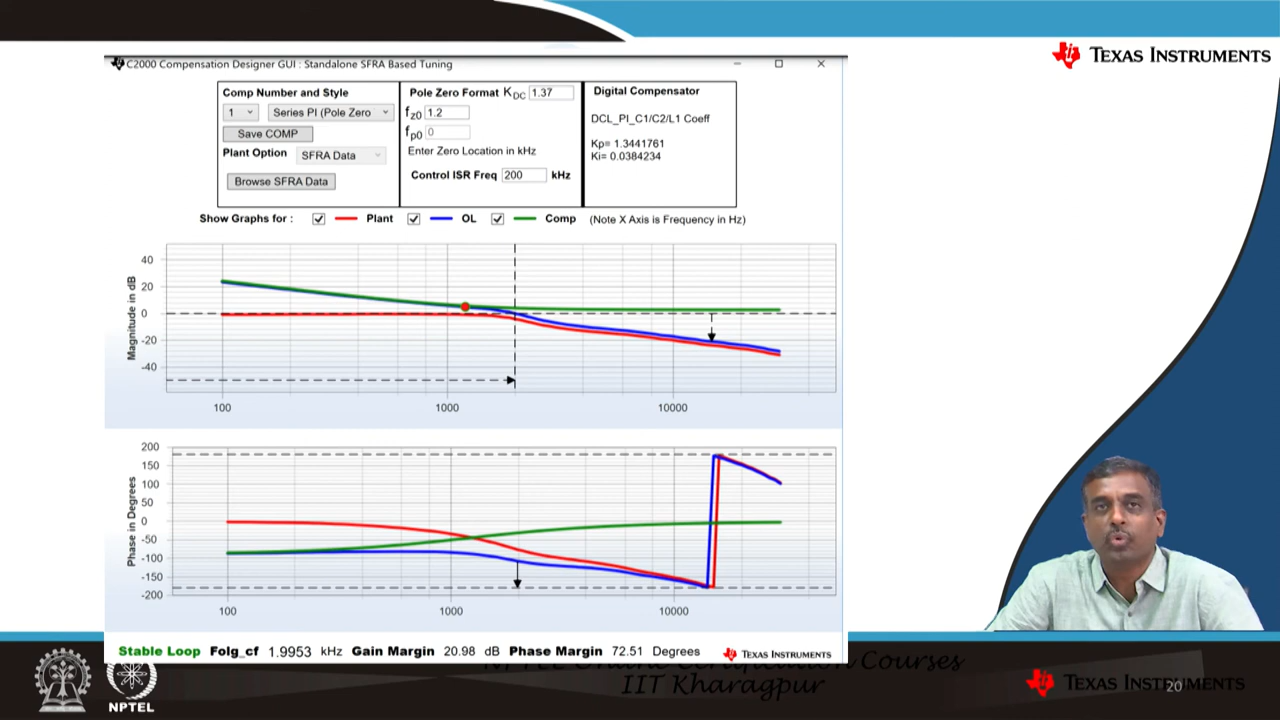 TEXAS INSTRUMENTS
C2000 Compensation Designer GUI : Standalone SFRA Based Tuning
Comp Number and Style
1 Series PI (Pole Zero
Save COMP
Plant Option SFRA Data
Browse SFRA Data
Pole Zero Format KDC 1.37
fz0 1.2
fp0 0
Enter Zero Location in kHz
Control ISR Freq 200 kHz
Digital Compensator
DCL_PI_C1/C2/L1 Coeff
Kp= 1.3441761
Ki= 0.0384234
Show Graphs for : Plant OL Comp (Note X Axis is Frequency in Hz)
Magnitude in dB
40
20
0
-20
-40
100 1000 10000
Phase in Degrees
200
150
100
50
0
-50
-100
-150
-200
100 1000 10000
Stable Loop Folg_cf 1.9953 kHz Gain Margin 20.98 dB Phase Margin 72.51 Degrees TEXAS INSTRUMENTS
NPTEL Online Certification Courses
IIT Kharagpur
NPTEL
TEXAS INSTRUMENTS
20